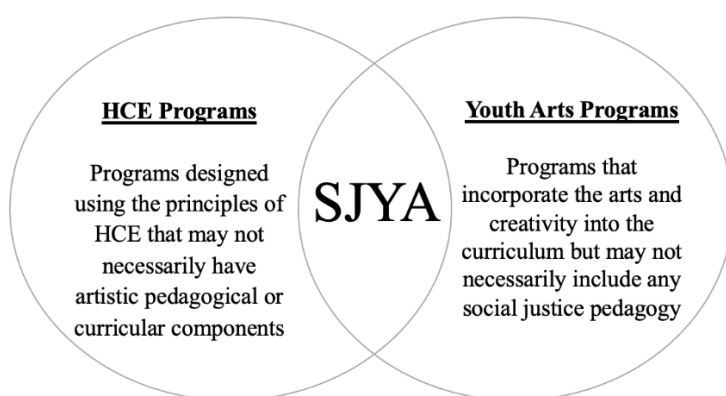 HCE Programs
Programs designed
using the principles of
HCE that may not
necessarily have
artistic pedagogical or
curricular components
SJYA
Youth Arts Programs
Programs that
incorporate the arts and
creativity into the
curriculum but may not
necessarily include any
social justice pedagogy